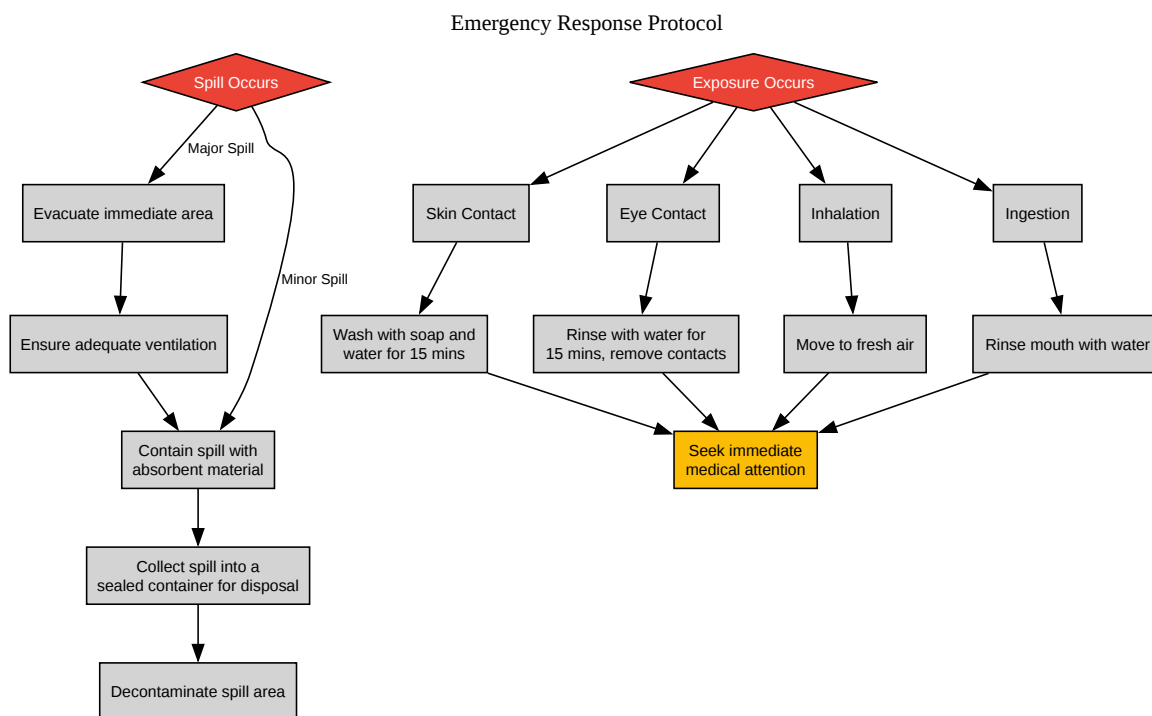 Emergency Response Protocol
Spill Occurs
Exposure Occurs
Major Spill
Evacuate immediate area
Skin Contact
Eye Contact
Inhalation
Ingestion
Minor Spill
Ensure adequate ventilation
Wash with soap and
water for 15 mins
Rinse with water for
15 mins, remove contacts
Move to fresh air
Rinse mouth with water
Contain spill with
absorbent material
Seek immediate
medical attention
Collect spill into a
sealed container for disposal
Decontaminate spill area